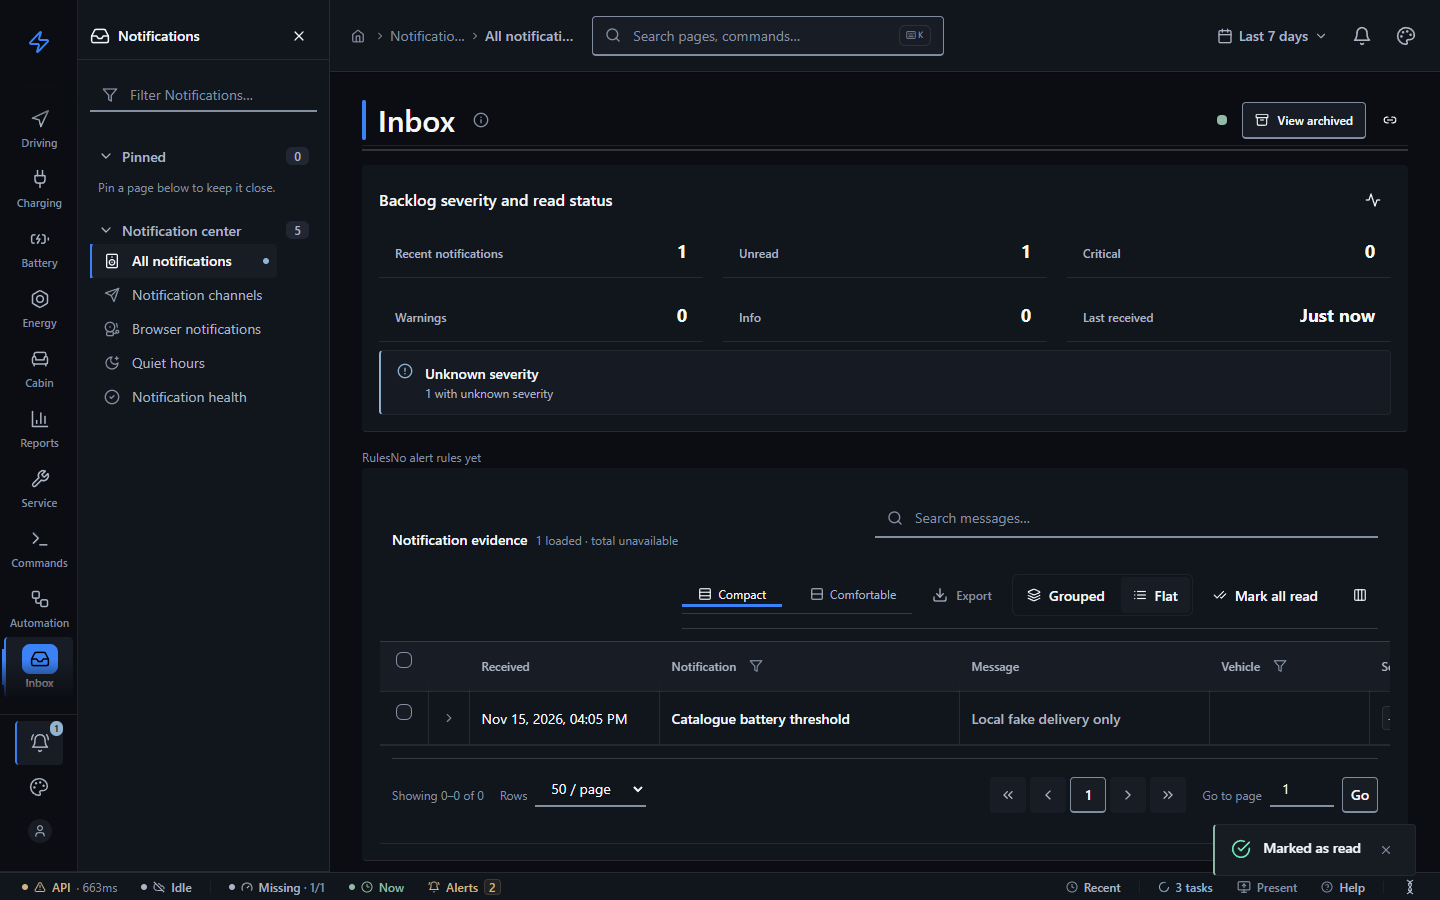 Notifications
Notificatio...
All notificati...
Search pages, commands...
K
Last 7 days
Filter Notifications...
Driving
Charging
Battery
Energy
Cabin
Reports
Service
Commands
Automation
Inbox
1
Pinned 0
Pin a page below to keep it close.
Notification center 5
All notifications
Notification channels
Browser notifications
Quiet hours
Notification health
Inbox
View archived
Backlog severity and read status
Recent notifications 1
Unread 1
Critical 0
Warnings 0
Info 0
Last received Just now
Unknown severity
1 with unknown severity
RulesNo alert rules yet
Search messages...
Notification evidence 1 loaded · total unavailable
Compact
Comfortable
Export
Grouped
Flat
Mark all read
Received Notification Message Vehicle
Nov 15, 2026, 04:05 PM Catalogue battery threshold Local fake delivery only
Showing 0–0 of 0 Rows 50 / page
1
Go to page 1 Go
Marked as read
API · 663ms
Idle
Missing · 1/1
Now
Alerts 2
Recent
3 tasks
Present
Help